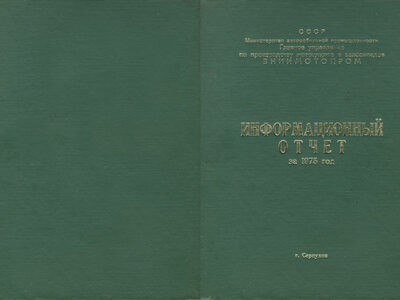 СССР
Министерство автомобильной промышленности
Главное управление
по производству мотоциклов и велосипедов
ВНИИМОТОПРОМ
ИНФОРМАЦИОННЫЙ
ОТЧЕТ
за 1975 год
г. Серпухов